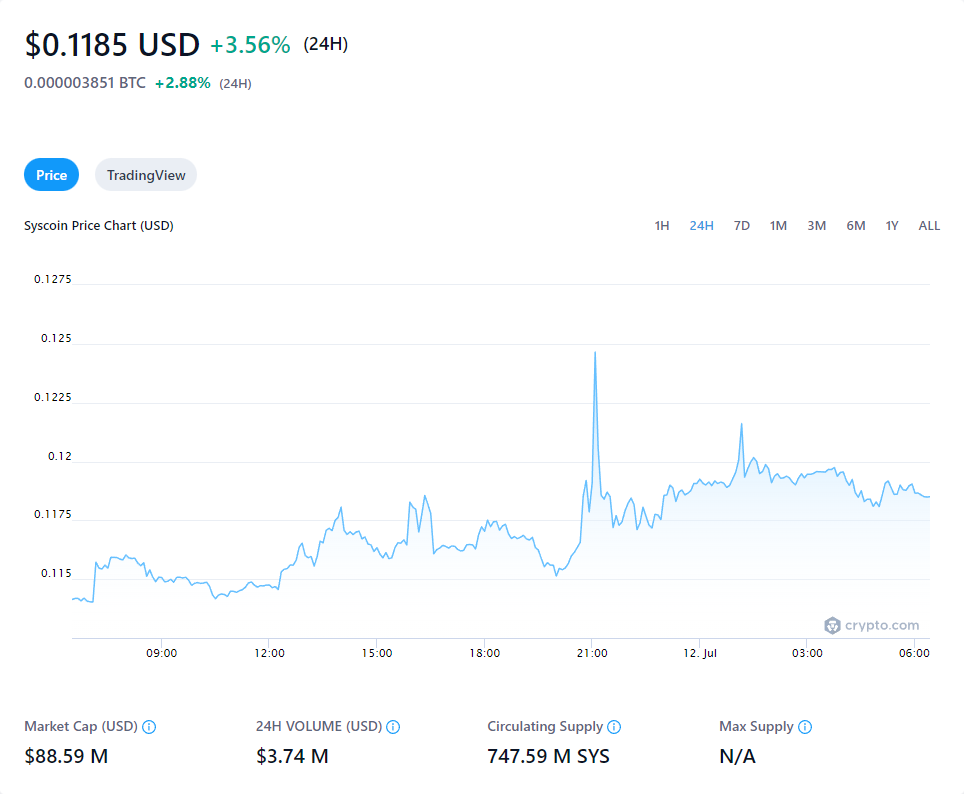 $0.1185 USD +3.56% (24H)
0.000003851 BTC +2.88% (24H)
Price TradingView
Syscoin Price Chart (USD) 1H 24H 7D 1M 3M 6M 1Y ALL
0.1275
0.125
0.1225
0.12
0.1175
0.115
crypto.com
09:00 12:00 15:00 18:00 21:00 12. Jul 03:00 06:00
Market Cap (USD) 24H VOLUME (USD) Circulating Supply Max Supply
$88.59 M $3.74 M 747.59 M SYS N/A